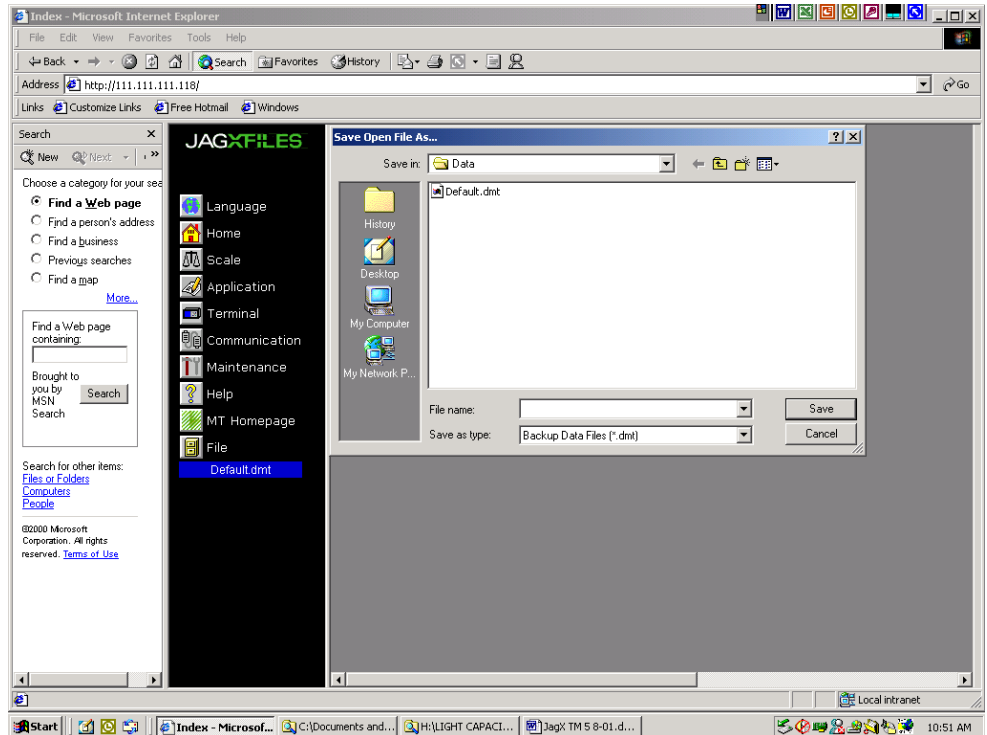 Index - Microsoft Internet Explorer
File Edit View Favorites Tools Help
Back Search Favorites History
Address http://111.111.111.118/ Go
Links Customize Links Free Hotmail Windows
Search
New Next
Choose a category for your sea
Find a Web page
Find a person's address
Find a business
Previous searches
Find a map
More...
Find a Web page
containing:
Brought to
you by
MSN
Search
Search
Search for other items:
Files or Folders
Computers
People
©2000 Microsoft
Corporation. All rights
reserved. Terms of Use
JAGXFILES
Language
Home
Scale
Application
Terminal
Communication
Maintenance
Help
MT Homepage
File
Default.dmt
Save Open File As...
Save in: Data
Default.dmt
History
Desktop
My Computer
My Network P...
File name: Save
Save as type: Backup Data Files (*.dmt) Cancel
Local intranet
Start Index - Microsof... C:\Documents and... H:\LIGHT CAPACI... JagX TM 5 8-01.d... 10:51 AM